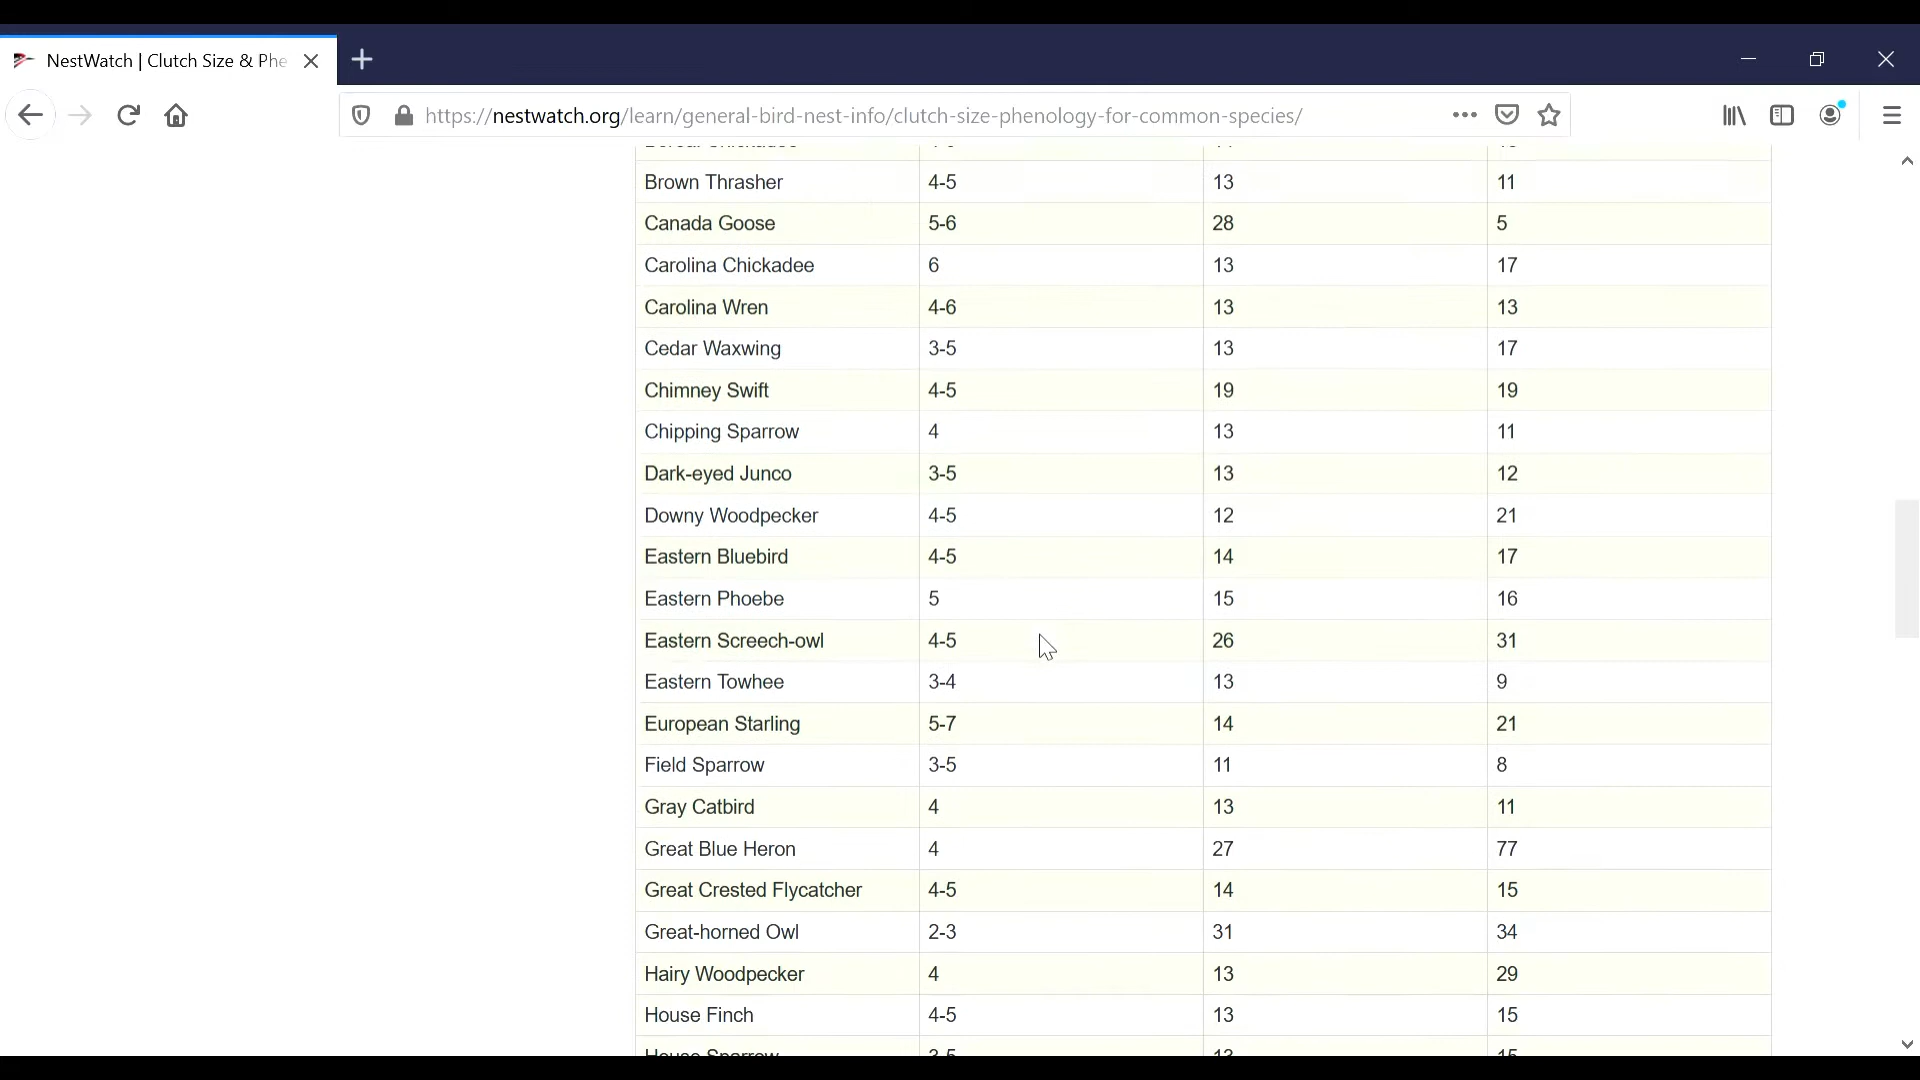 NestWatch | Clutch Size & Phe
https://nestwatch.org/learn/general-bird-nest-info/clutch-size-phenology-for-common-species/
Brown Thrasher 4-5 13 11
Canada Goose 5-6 28 5
Carolina Chickadee 6 13 17
Carolina Wren 4-6 13 13
Cedar Waxwing 3-5 13 17
Chimney Swift 4-5 19 19
Chipping Sparrow 4 13 11
Dark-eyed Junco 3-5 13 12
Downy Woodpecker 4-5 12 21
Eastern Bluebird 4-5 14 17
Eastern Phoebe 5 15 16
Eastern Screech-owl 4-5 26 31
Eastern Towhee 3-4 13 9
European Starling 5-7 14 21
Field Sparrow 3-5 11 8
Gray Catbird 4 13 11
Great Blue Heron 4 27 77
Great Crested Flycatcher 4-5 14 15
Great-horned Owl 2-3 31 34
Hairy Woodpecker 4 13 29
House Finch 4-5 13 15
House Sparrow